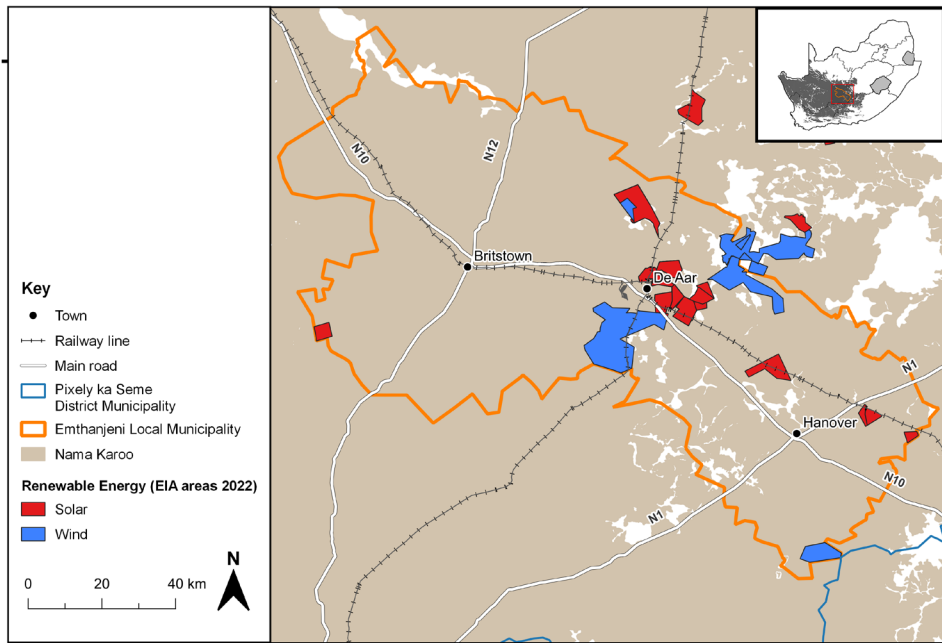 N10
N12
Britstown
De Aar
N1
Hanover
N10
N1
Key
Town
Railway line
Main road
Pixely ka Seme
District Municipality
Emthanjeni Local Municipality
Nama Karoo
Renewable Energy (EIA areas 2022)
Solar
Wind
N
0 20 40 km